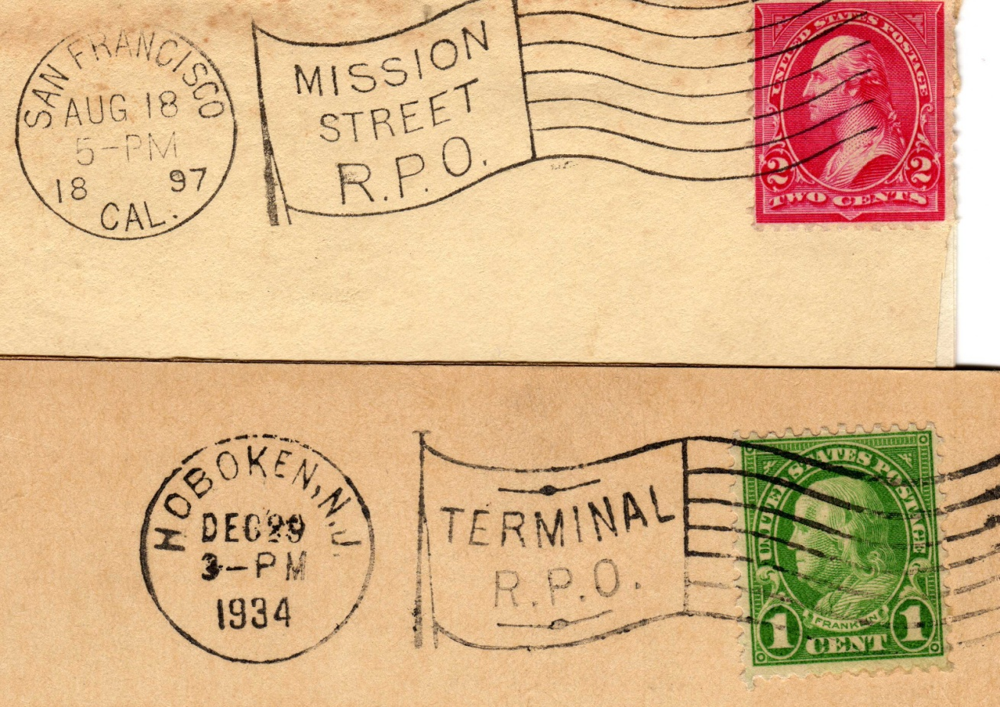 SAN FRANCISCO
AUG 18
5-PM
18 97
CAL.
MISSION
STREET
R.P.O.
UNITED STATES POSTAGE
2 2
TWO CENTS
HOBOKEN, N.J.
DEC 29
3-PM
1934
TERMINAL
R.P.O.
UNITED STATES POSTAGE
FRANKLIN
1 1
CENT